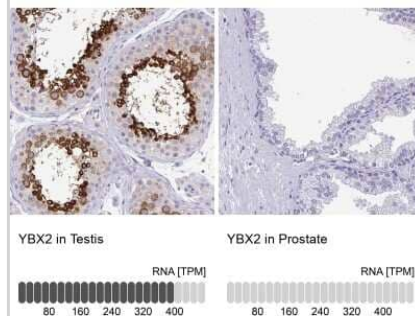 YBX2 in Testis
YBX2 in Prostate
RNA [TPM]
RNA [TPM]
80 160 240 320 400
80 160 240 320 400